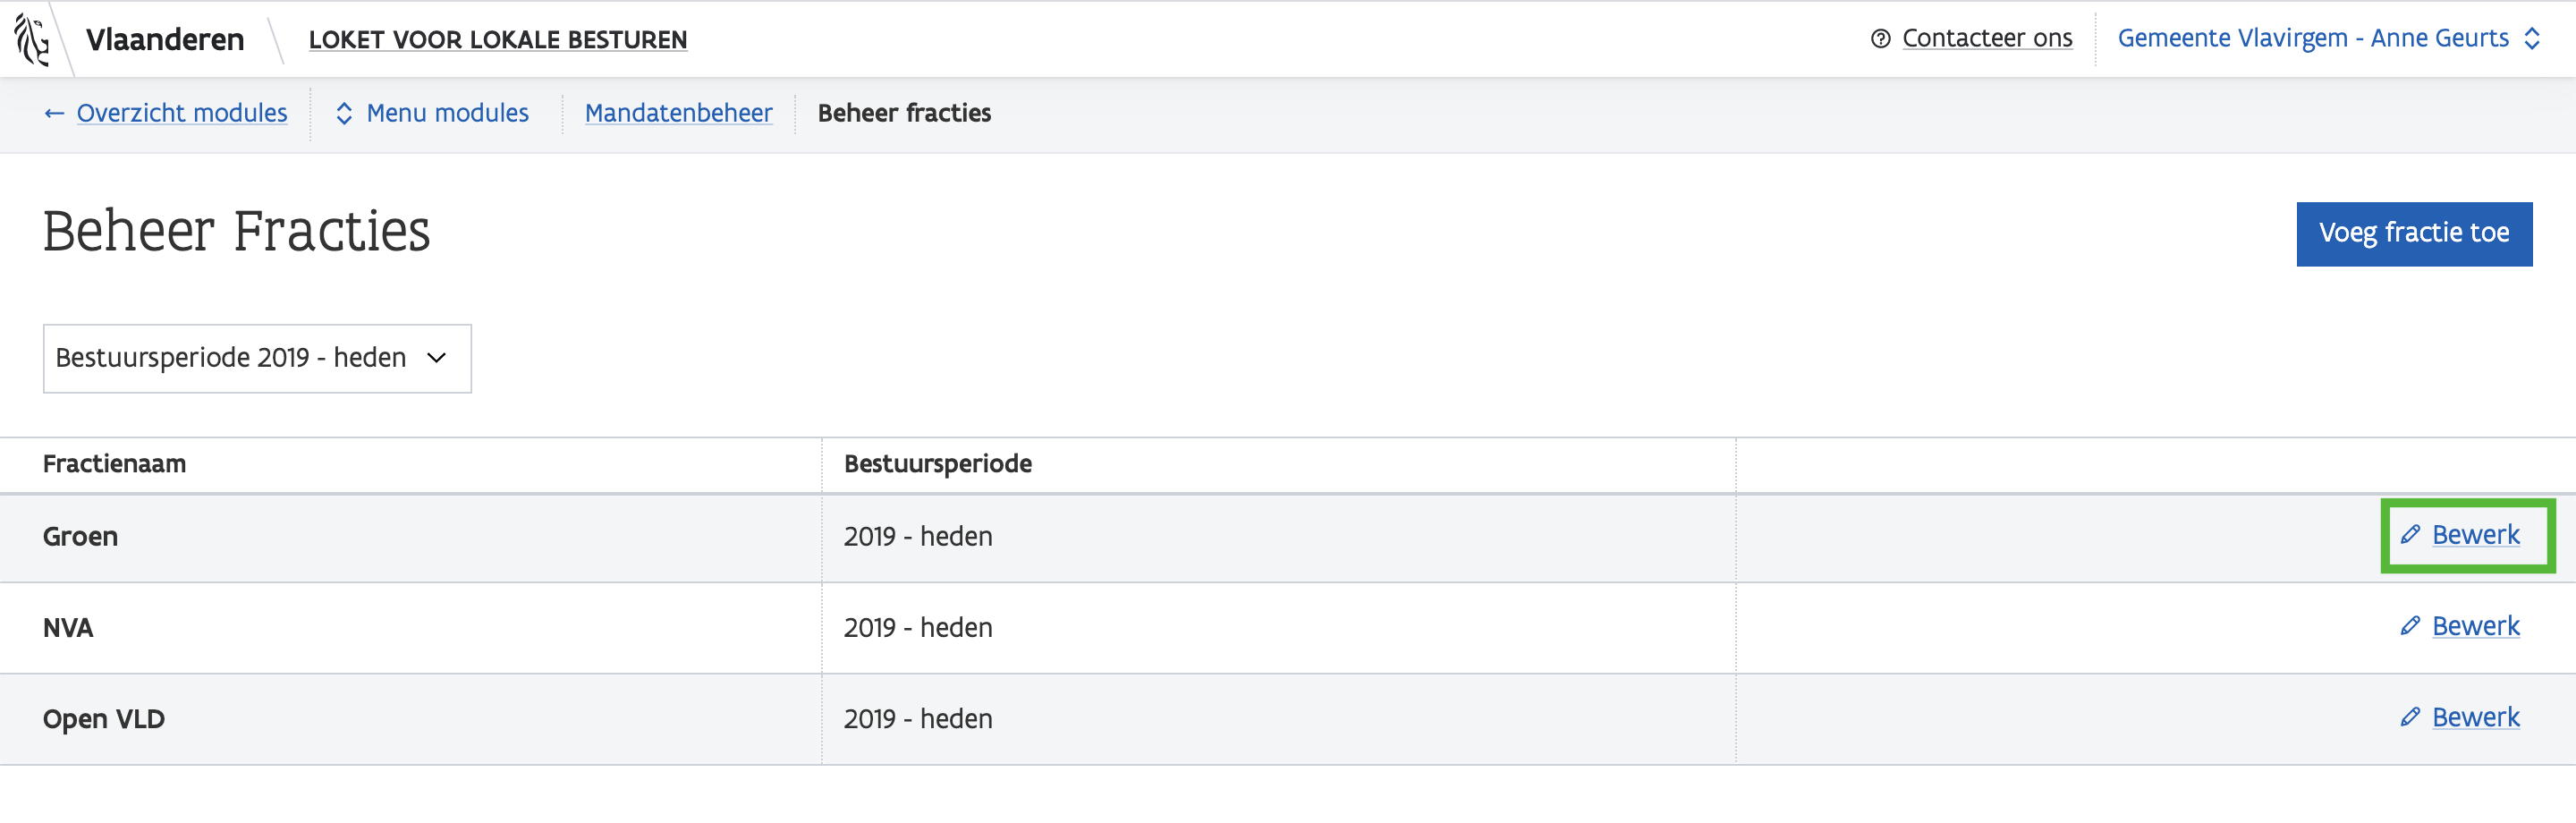 Vlaanderen LOKET VOOR LOKALE BESTUREN Contacteer ons Gemeente Vlavirgem - Anne Geurts
← Overzicht modules Menu modules Mandatenbeheer Beheer fracties
Beheer Fracties Voeg fractie toe
Bestuursperiode 2019 - heden
Fractienaam Bestuursperiode
Groen 2019 - heden Bewerk
NVA 2019 - heden Bewerk
Open VLD 2019 - heden Bewerk